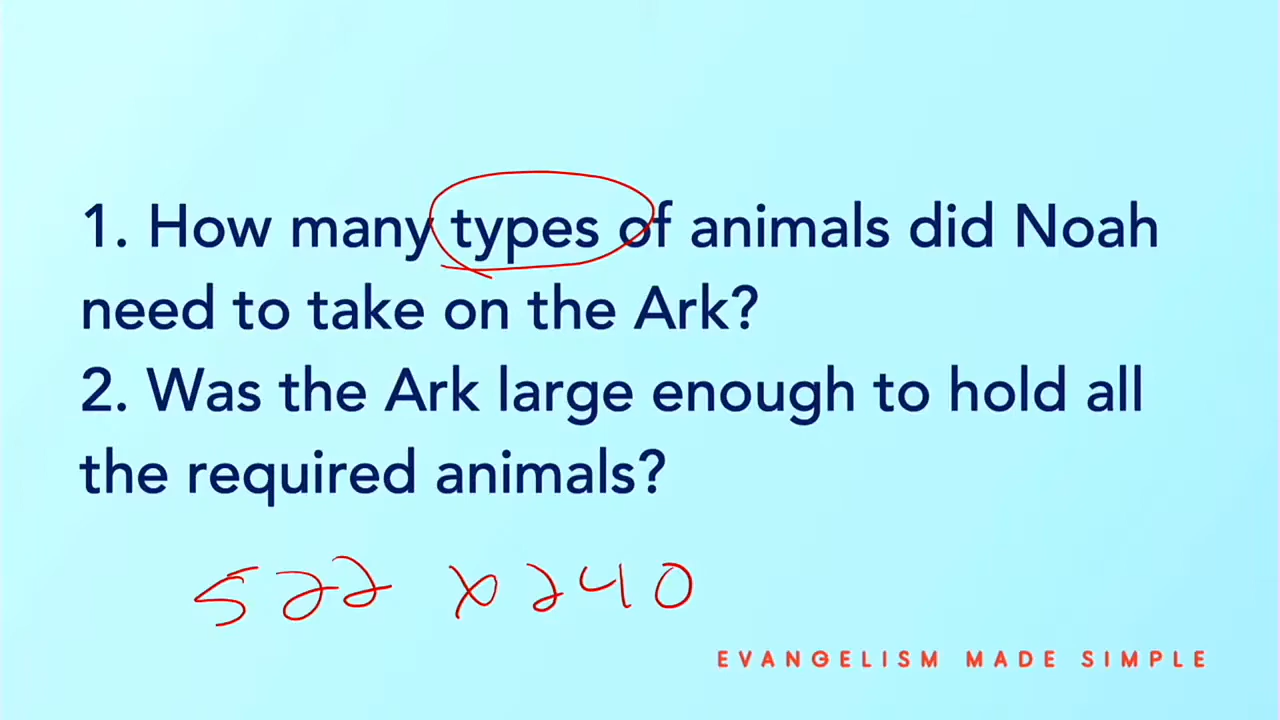 1. How many types of animals did Noah
need to take on the Ark?
2. Was the Ark large enough to hold all
the required animals?
522 x 240
EVANGELISM MADE SIMPLE